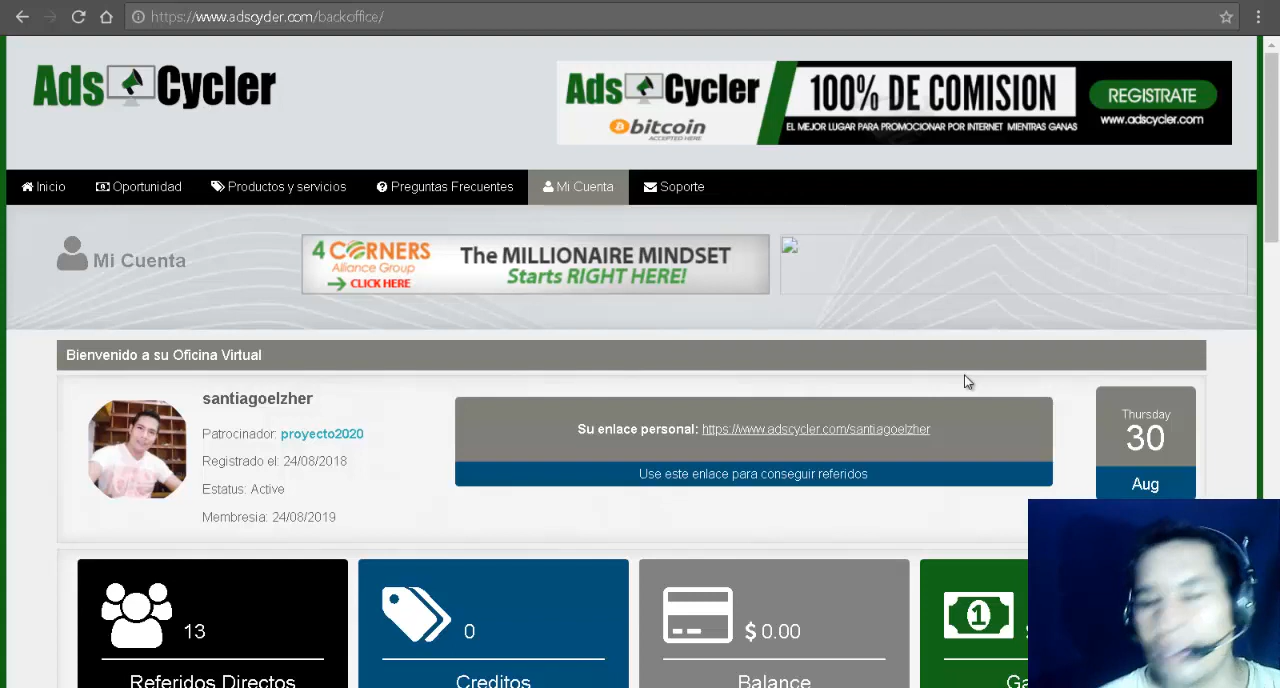 https://www.adscycler.com/backoffice/
Ads Cycler
Ads Cycler
bitcoin
ACCEPTED HERE
100% DE COMISION
EL MEJOR LUGAR PARA PROMOCIONAR POR INTERNET MIENTRAS GANAS
REGISTRATE
www.adscycler.com
Inicio
Oportunidad
Productos y servicios
Preguntas Frecuentes
Mi Cuenta
Soporte
Mi Cuenta
4 CORNERS
Alliance Group
CLICK HERE
The MILLIONAIRE MINDSET
Starts RIGHT HERE!
Bienvenido a su Oficina Virtual
santiagoelzher
Patrocinador: proyecto2020
Registrado el: 24/08/2018
Estatus: Active
Membresia: 24/08/2019
Su enlace personal: https://www.adscycler.com/santiagoelzher
Use este enlace para conseguir referidos
Thursday
30
Aug
13
Referidos Directos
0
Creditos
$ 0.00
Balance
1